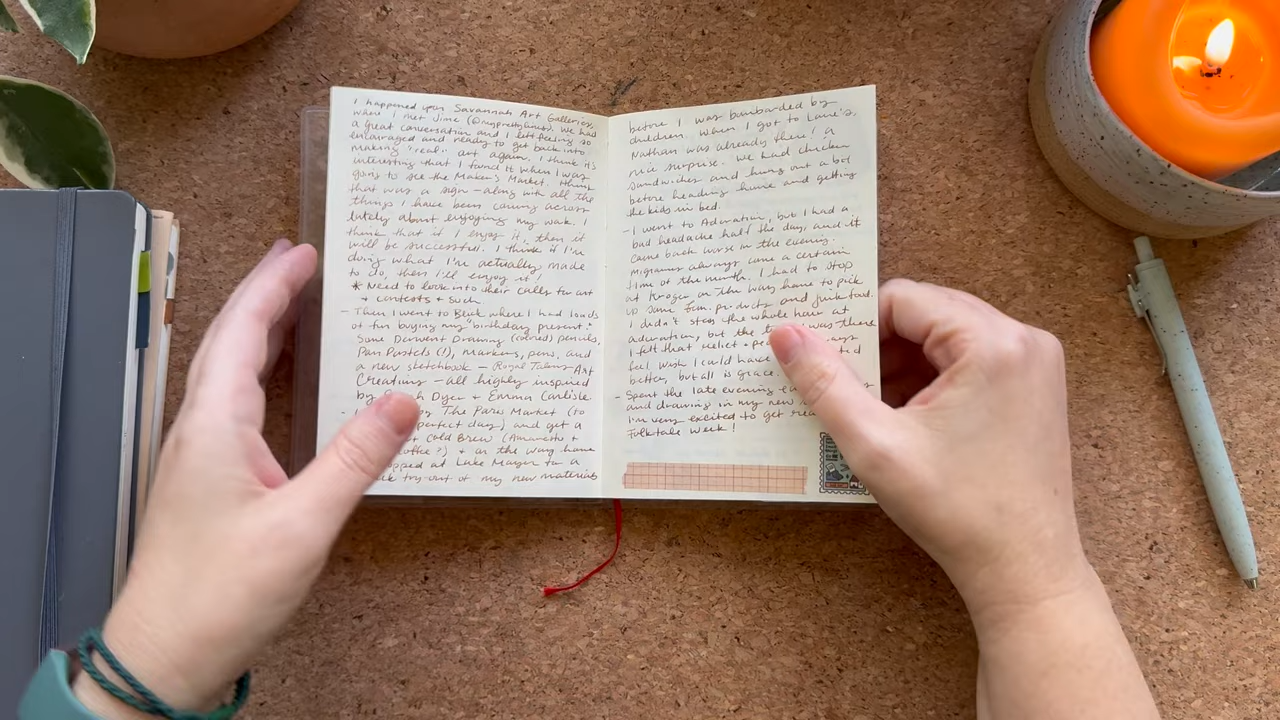 I happened upon Savannah Art Galleries,
where I met Jime (@myprettyantst). We had
a great conversation and I left feeling so
encouraged and ready to get back into
making "real" art again. I think it's
interesting that I found it when I was
going to see the Maker's Market. I think
that was a sign - along with all the
things I have been coming across
lately about enjoying my work. I
think that if I enjoy it, then it
will be successful. I think if I'm
doing what I'm actually made
to do, then I'll enjoy it!
* Need to look into their calls for art
+ contests + such.
- Then I went to Blick where I had loads
of fun buying my "birthday present."
Some Derwent Drawing (colored) pencils,
Pan Pastels (!), markers, pens, and
a new sketchbook - Royal Talens Art
Creations - all highly inspired
by Dyer + Emma Carlisle
by The Paris Market (to
perfect day) and get a
Cold Brew (Amaretto +
?) + on the way home
at Lake Mayer for a
try out of my new materials
before I was bombarded by
children. When I got to Laure's,
Nathan was already there! A
nice surprise. We had chicken
sandwiches and hung out a bit
before heading home and getting
the kids in bed.
- I went to Adoration, but I had a
bad headache half the day, and it
came back worse in the evening.
Migraines always come a certain
time of the month. I had to stop
at Kroger on the way home to pick
up some fem. products and junk food.
I didn't stay the whole hour at
Adoration, but the was there
I felt that relief +
feel wish I could have
better, but all is grace.
- Spent the late evening
and drawing in my new
I'm very excited to get
Folktale Week!